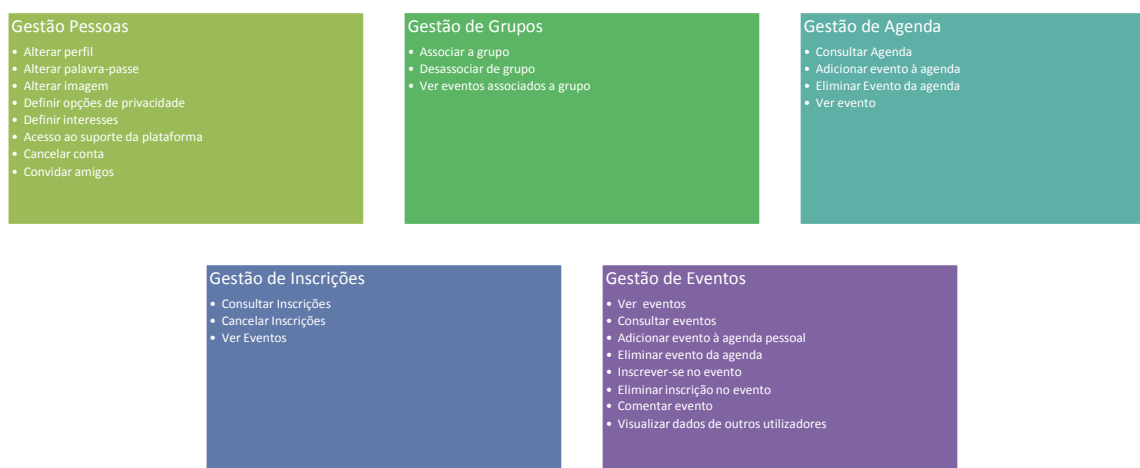 Gestão Pessoas
• Alterar perfil
• Alterar palavra-passe
• Alterar imagem
• Definir opções de privacidade
• Definir interesses
• Acesso ao suporte da plataforma
• Cancelar conta
• Convidar amigos
Gestão de Grupos
• Associar a grupo
• Desassociar de grupo
• Ver eventos associados a grupo
Gestão de Agenda
• Consultar Agenda
• Adicionar evento à agenda
• Eliminar Evento da agenda
• Ver evento
Gestão de Inscrições
• Consultar Inscrições
• Cancelar Inscrições
• Ver Eventos
Gestão de Eventos
• Ver eventos
• Consultar eventos
• Adicionar evento à agenda pessoal
• Eliminar evento da agenda
• Inscrever-se no evento
• Eliminar inscrição no evento
• Comentar evento
• Visualizar dados de outros utilizadores